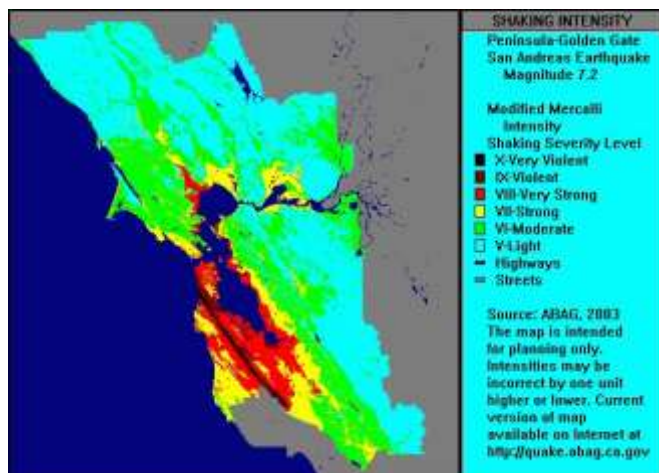 SHAKING INTENSITY
Peninsula-Golden Gate
San Andreas Earthquake
Magnitude 7.2
Modified Mercalli
Intensity
Shaking Severity Level
X-Very Violent
IX-Violent
VIII-Very Strong
VII-Strong
VI-Moderate
V-Light
Highways
Streets
Source: ABAG, 2003
The map is intended
for planning only.
Intensities may be
incorrect by one unit
higher or lower. Current
version of map
available on Internet at
http://quake.abag.ca.gov